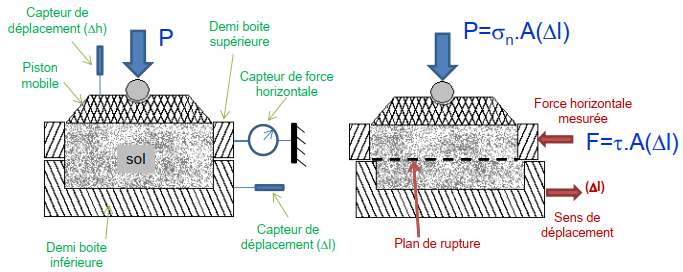 Capteur de
déplacement (Δh)
P
Demi boite
supérieure
Piston
mobile
Capteur de force
horizontale
sol
Capteur de
déplacement (Δl)
Demi boite
inférieure
P=σn.A(Δl)
Force horizontale
mesurée
F=τ.A(Δl)
(Δl)
Sens de
déplacement
Plan de rupture